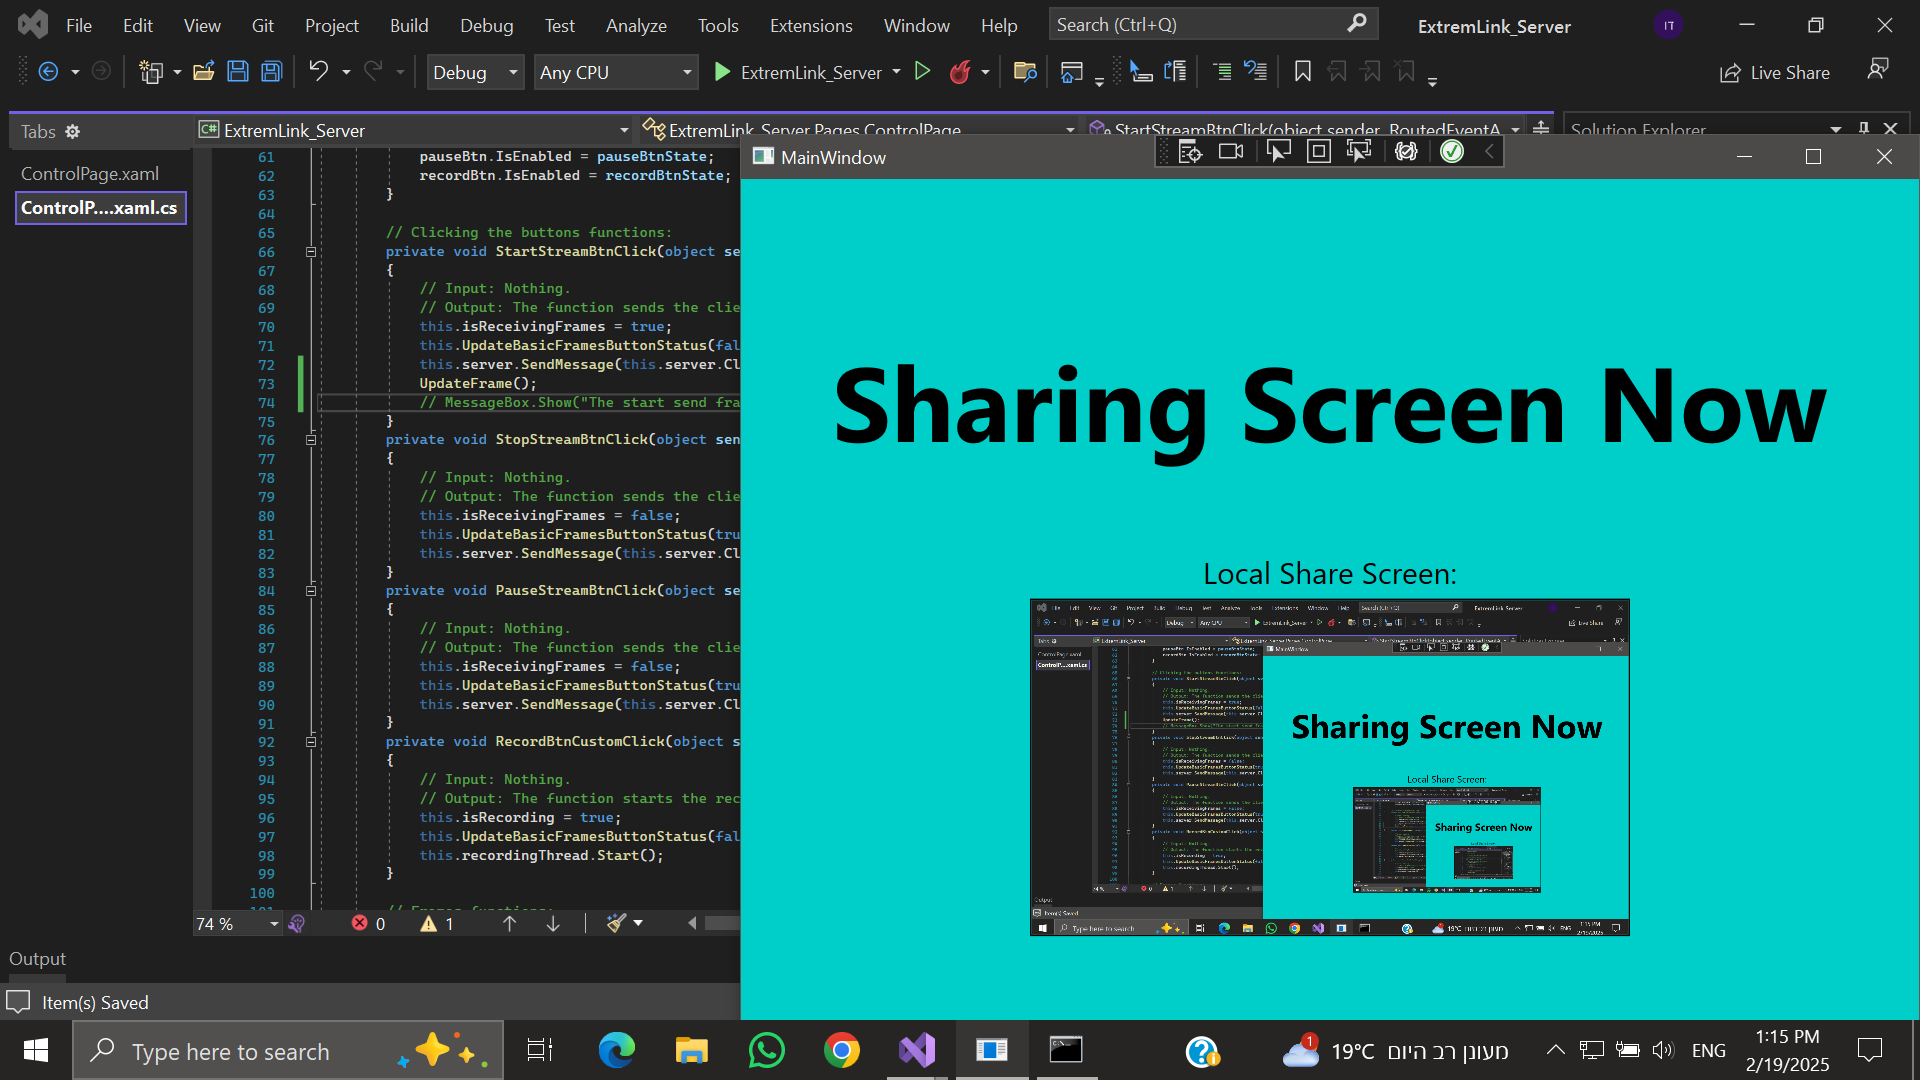 File Edit View Git Project Build Debug Test Analyze Tools Extensions Window Help Search (Ctrl+Q) ExtremLink_Server IT
Debug Any CPU ExtremLink_Server Live Share
Tabs
ControlPage.xaml
ControlP....xaml.cs
C# ExtremLink_Server ExtremLink_Server.Pages.ControlPage StartStreamBtnClick(object sender, RoutedEventA Solution Explorer
61 pauseBtn.IsEnabled = pauseBtnState;
62 recordBtn.IsEnabled = recordBtnState;
63 }
64
65 // Clicking the buttons functions:
66 private void StartStreamBtnClick(object se
67 {
68 // Input: Nothing.
69 // Output: The function sends the clie
70 this.isReceivingFrames = true;
71 this.UpdateBasicFramesButtonStatus(fal
72 this.server.SendMessage(this.server.Cl
73 UpdateFrame();
74 // MessageBox.Show("The start send fra
75 }
76 private void StopStreamBtnClick(object sen
77 {
78 // Input: Nothing.
79 // Output: The function sends the clie
80 this.isReceivingFrames = false;
81 this.UpdateBasicFramesButtonStatus(tru
82 this.server.SendMessage(this.server.Cl
83 }
84 private void PauseStreamBtnClick(object se
85 {
86 // Input: Nothing.
87 // Output: The function sends the clie
88 this.isReceivingFrames = false;
89 this.UpdateBasicFramesButtonStatus(tru
90 this.server.SendMessage(this.server.Cl
91 }
92 private void RecordBtnCustomClick(object s
93 {
94 // Input: Nothing.
95 // Output: The function starts the rec
96 this.isRecording = true;
97 this.UpdateBasicFramesButtonStatus(fal
98 this.recordingThread.Start();
99 }
100
74 % 0 1
Output
Item(s) Saved
MainWindow
Sharing Screen Now
Local Share Screen:
MainWindow
Sharing Screen Now
Local Share Screen:
Sharing Screen Now
Type here to search
1
19°C מעונן רב היום
ENG
1:15 PM
2/19/2025